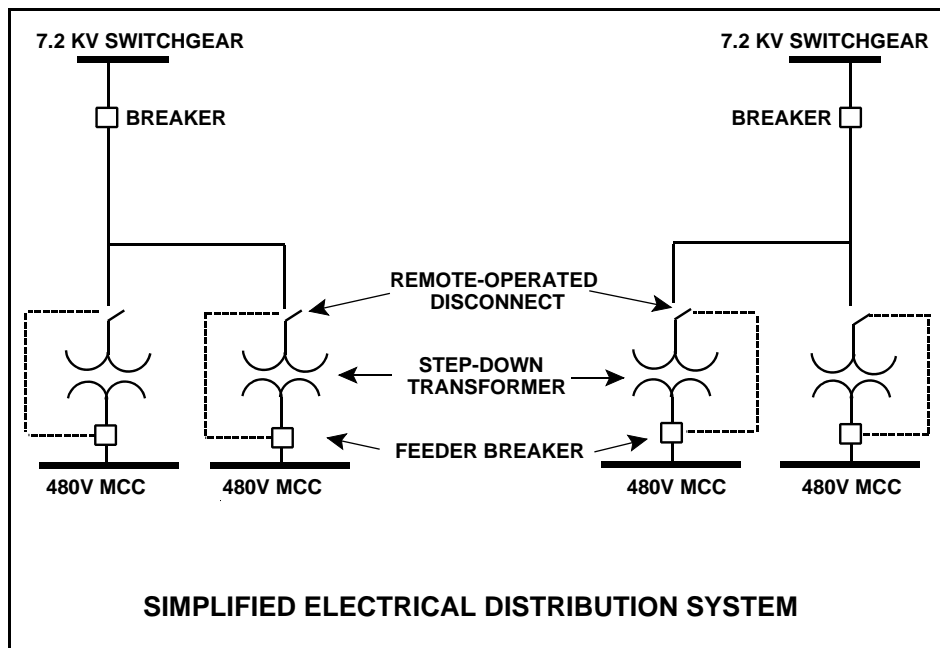 7.2 KV SWITCHGEAR
7.2 KV SWITCHGEAR
BREAKER
BREAKER
REMOTE-OPERATED
DISCONNECT
STEP-DOWN
TRANSFORMER
FEEDER BREAKER
480V MCC
480V MCC
480V MCC
480V MCC
SIMPLIFIED ELECTRICAL DISTRIBUTION SYSTEM